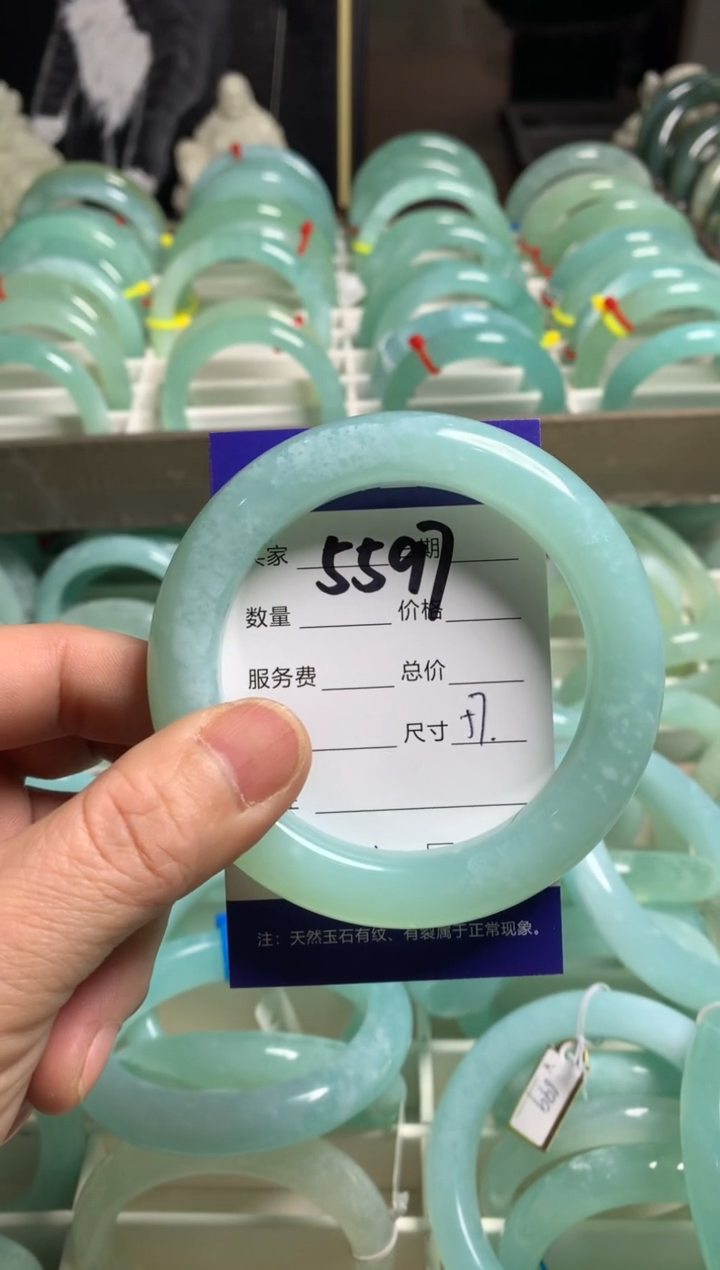 家 5597 期
数量 价格
服务费 总价
尺寸 57.
注：天然玉石有纹、有裂属于正常现象。